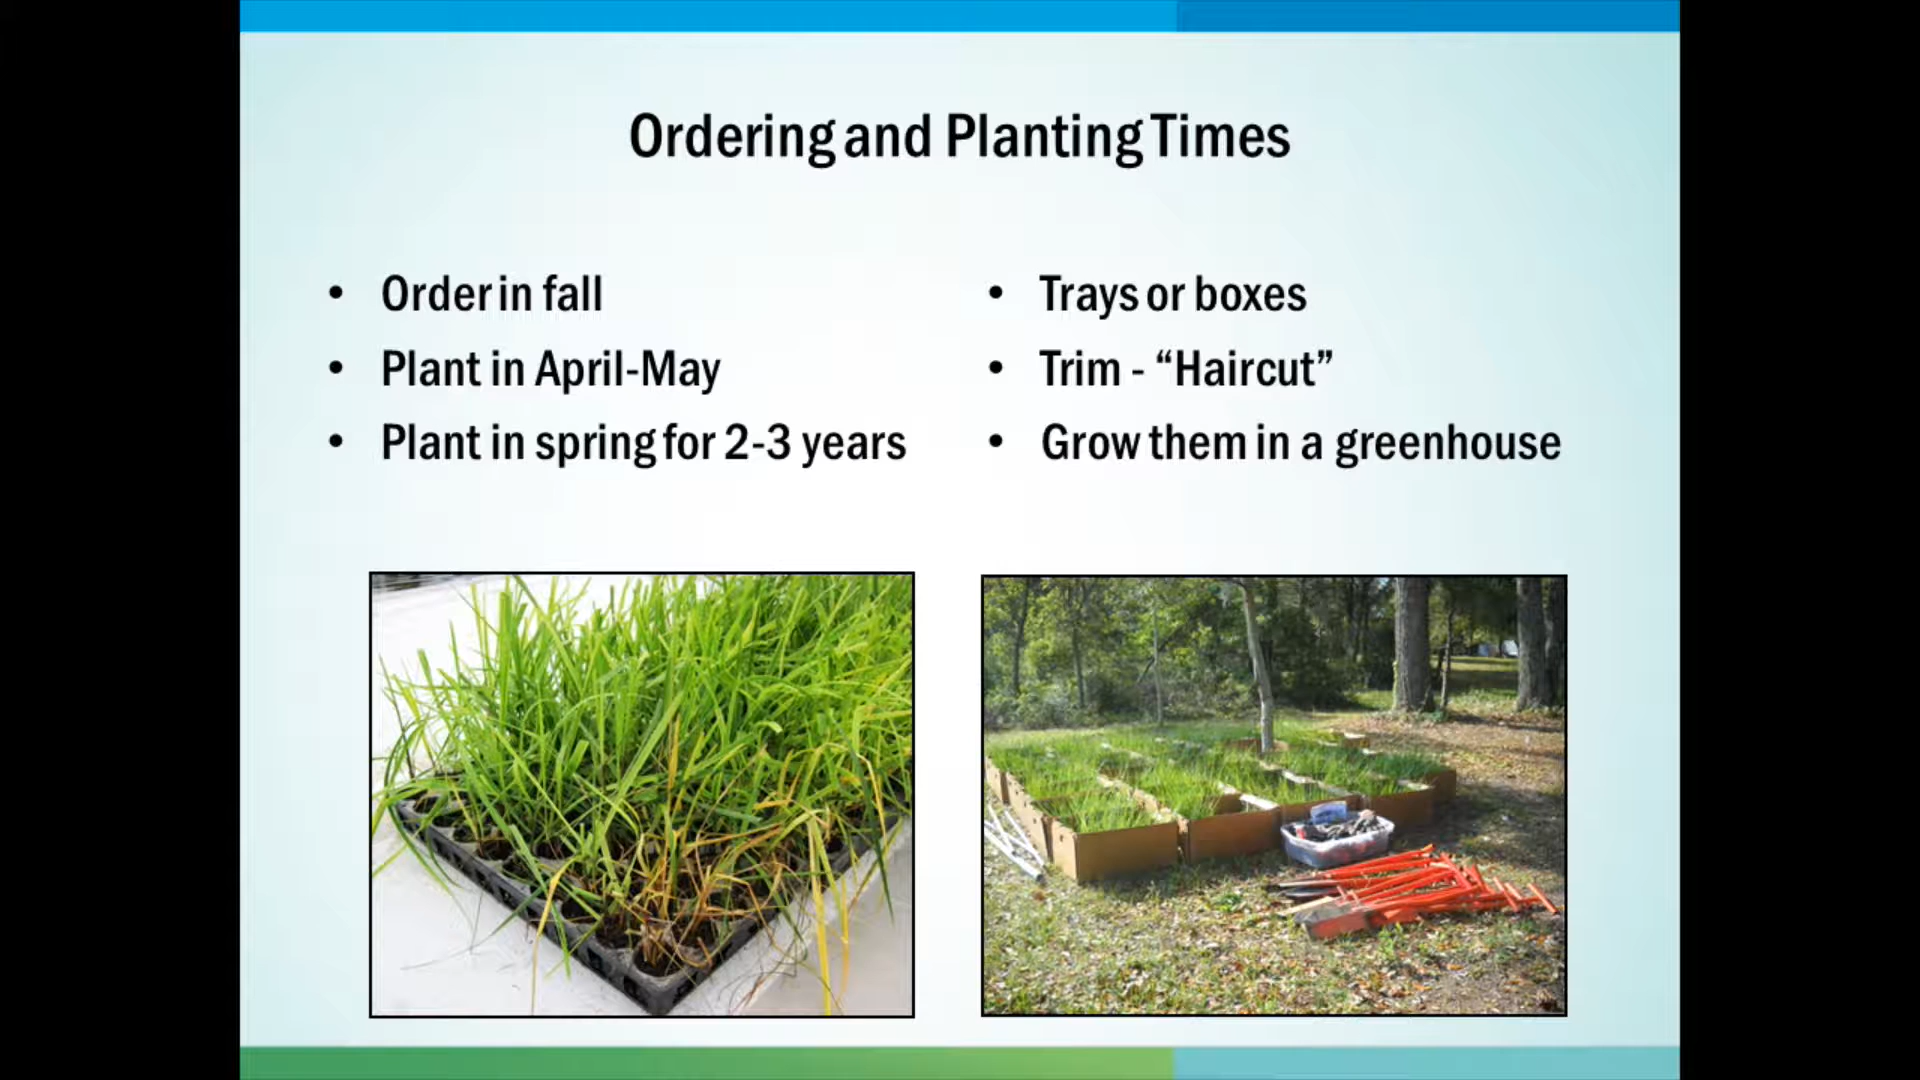 Ordering and Planting Times
• Order in fall
• Plant in April-May
• Plant in spring for 2-3 years
• Trays or boxes
• Trim - “Haircut”
• Grow them in a greenhouse